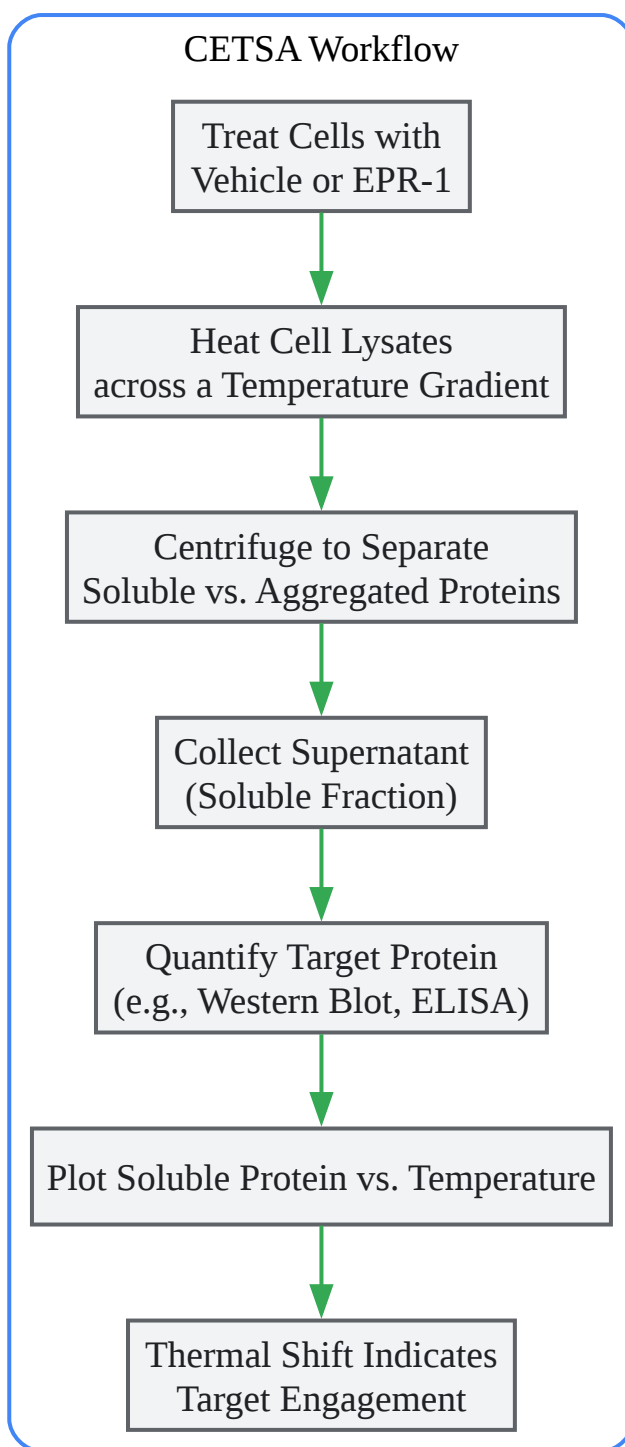 CETSA Workflow
Treat Cells with
Vehicle or EPR-1
Heat Cell Lysates
across a Temperature Gradient
Centrifuge to Separate
Soluble vs. Aggregated Proteins
Collect Supernatant
(Soluble Fraction)
Quantify Target Protein
(e.g., Western Blot, ELISA)
Plot Soluble Protein vs. Temperature
Thermal Shift Indicates
Target Engagement